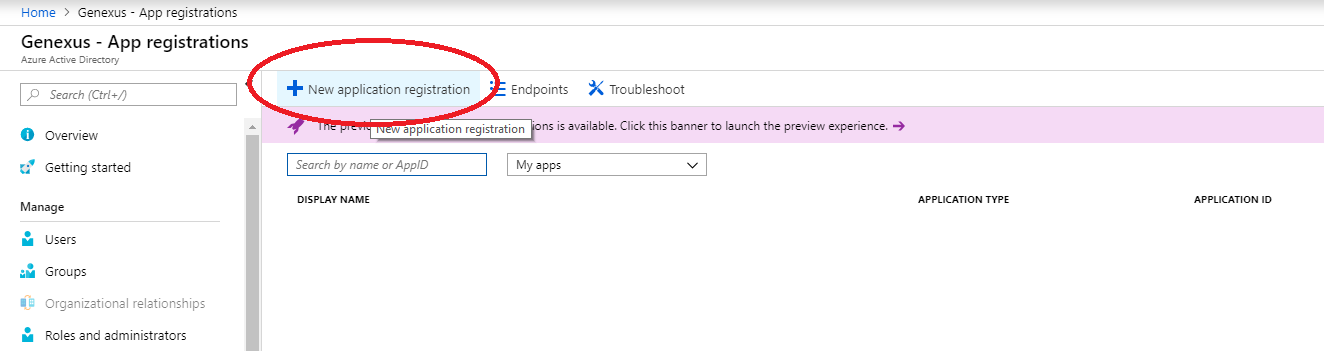 Home > Genexus - App registrations
Genexus - App registrations
Azure Active Directory
Search (Ctrl+/)
Overview
Getting started
Manage
Users
Groups
Organizational relationships
Roles and administrators
New application registration
Endpoints
Troubleshoot
The previ ions is available. Click this banner to launch the preview experience. →
New application registration
Search by name or AppID
My apps
DISPLAY NAME
APPLICATION TYPE
APPLICATION ID